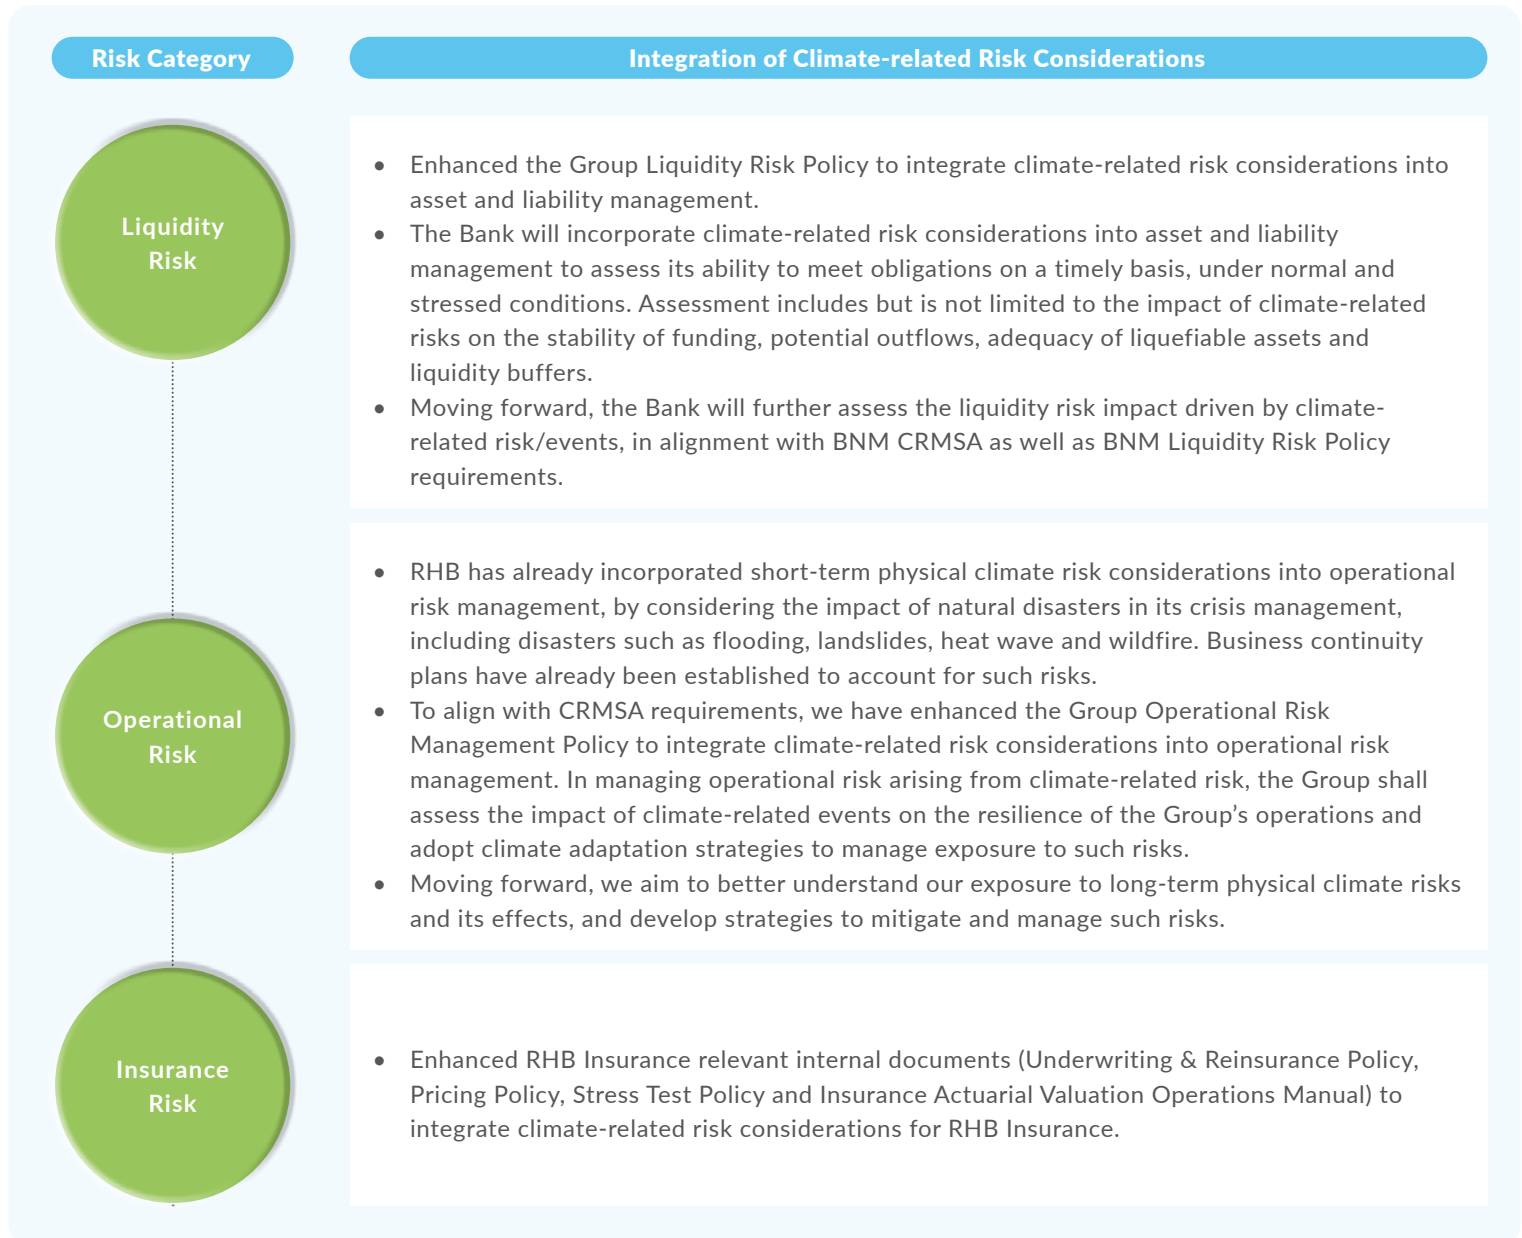 Risk Category
Integration of Climate-related Risk Considerations
Liquidity
Risk
• Enhanced the Group Liquidity Risk Policy to integrate climate-related risk considerations into
asset and liability management.
• The Bank will incorporate climate-related risk considerations into asset and liability
management to assess its ability to meet obligations on a timely basis, under normal and
stressed conditions. Assessment includes but is not limited to the impact of climate-related
risks on the stability of funding, potential outflows, adequacy of liquefiable assets and
liquidity buffers.
• Moving forward, the Bank will further assess the liquidity risk impact driven by climate-
related risk/events, in alignment with BNM CRMSA as well as BNM Liquidity Risk Policy
requirements.
Operational
Risk
• RHB has already incorporated short-term physical climate risk considerations into operational
risk management, by considering the impact of natural disasters in its crisis management,
including disasters such as flooding, landslides, heat wave and wildfire. Business continuity
plans have already been established to account for such risks.
• To align with CRMSA requirements, we have enhanced the Group Operational Risk
Management Policy to integrate climate-related risk considerations into operational risk
management. In managing operational risk arising from climate-related risk, the Group shall
assess the impact of climate-related events on the resilience of the Group’s operations and
adopt climate adaptation strategies to manage exposure to such risks.
• Moving forward, we aim to better understand our exposure to long-term physical climate risks
and its effects, and develop strategies to mitigate and manage such risks.
Insurance
Risk
• Enhanced RHB Insurance relevant internal documents (Underwriting & Reinsurance Policy,
Pricing Policy, Stress Test Policy and Insurance Actuarial Valuation Operations Manual) to
integrate climate-related risk considerations for RHB Insurance.